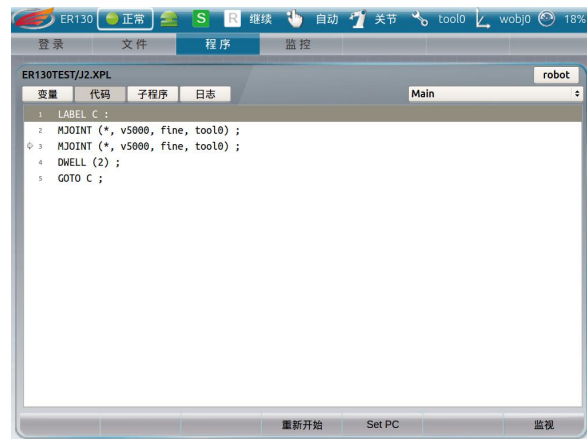 ER130 正常 S R 继续 自动 关节 tool0 wobj0 18%
登录 文件 程序 监控
ER130TEST/J2.XPL robot
变量 代码 子程序 日志 Main
1 LABEL C :
2 MJOINT (*, v5000, fine, tool0) ;
3 MJOINT (*, v5000, fine, tool0) ;
4 DWELL (2) ;
5 GOTO C ;
重新开始 Set PC 监视